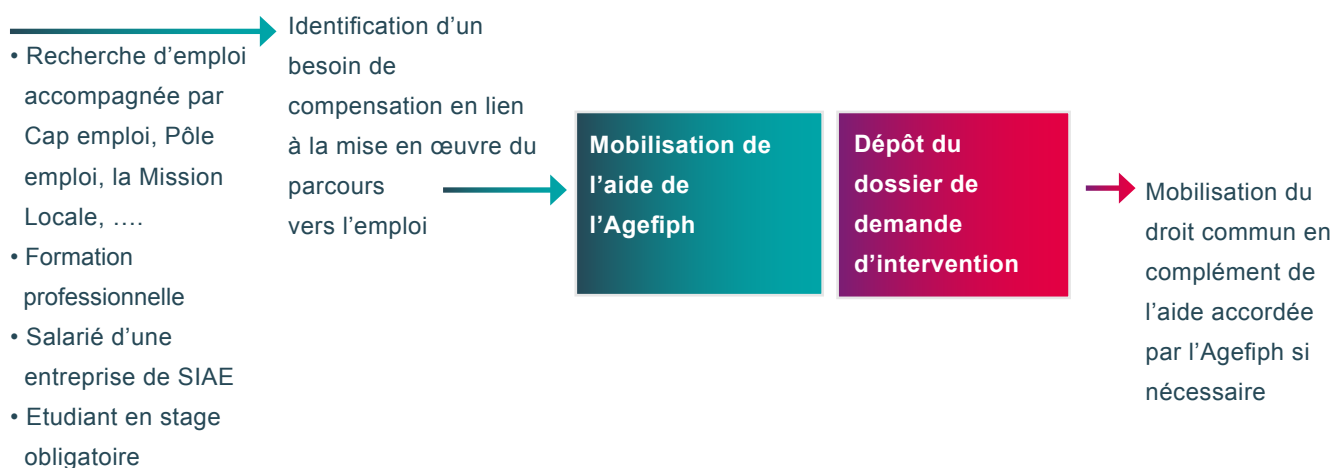 • Recherche d’emploi
accompagnée par
Cap emploi, Pôle
emploi, la Mission
Locale, ….
• Formation
professionnelle
• Salarié d’une
entreprise de SIAE
• Etudiant en stage
obligatoire
Identification d’un
besoin de
compensation en lien
à la mise en œuvre du
parcours
vers l’emploi
Mobilisation de
l’aide de
l’Agefiph
Dépôt du
dossier de
demande
d’intervention
Mobilisation du
droit commun en
complément de
l’aide accordée
par l’Agefiph si
nécessaire